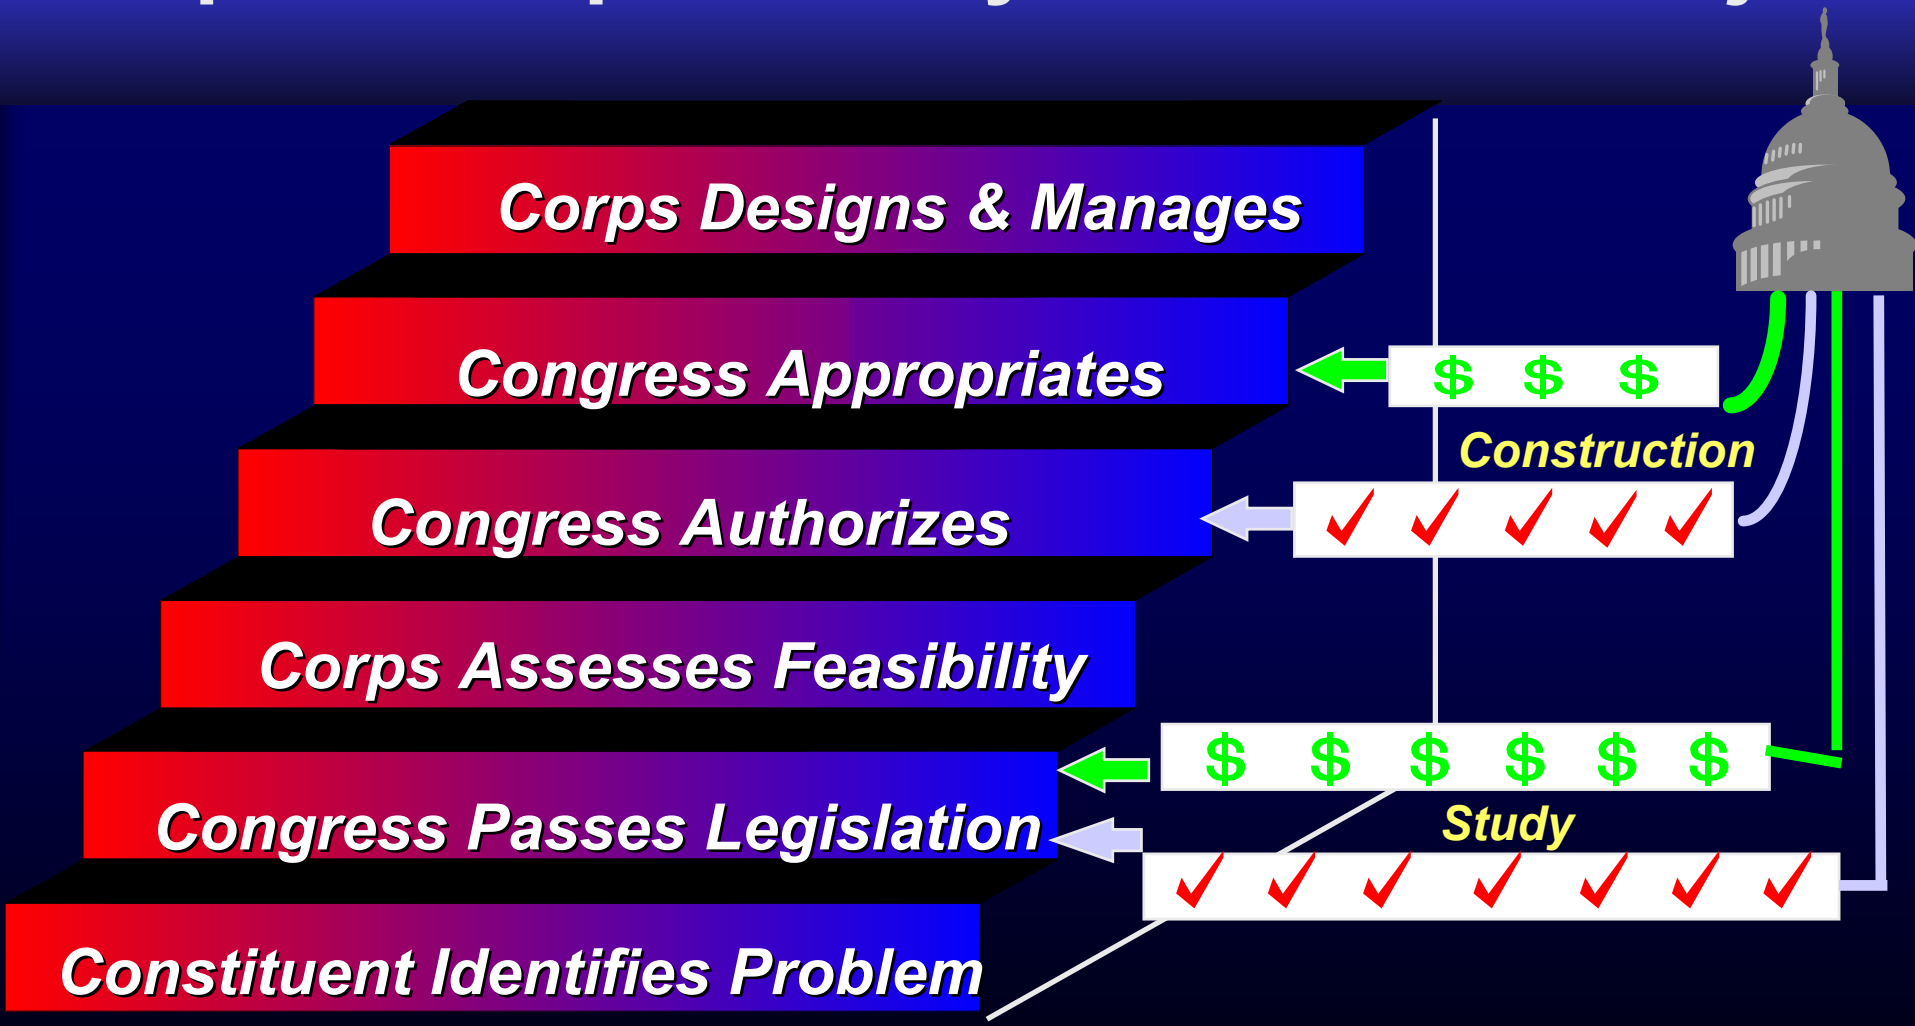 Corps Designs & Manages
Congress Appropriates
$ $ $
Construction
Congress Authorizes
Corps Assesses Feasibility
$ $ $ $ $ $
Congress Passes Legislation
Study
Constituent Identifies Problem